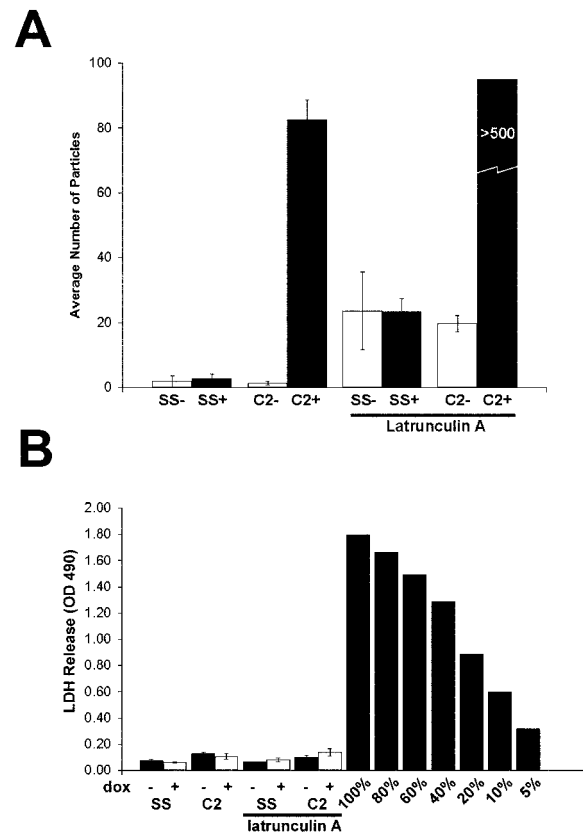 A
Average Number of Particles
100
80
60
40
20
0
>500
SS- SS+ C2- C2+ SS- SS+ C2- C2+
Latrunculin A
B
LDH Release (OD 490)
2.00
1.80
1.60
1.40
1.20
1.00
0.80
0.60
0.40
0.20
0.00
dox - + - + - + - + 100% 80% 60% 40% 20% 10% 5%
SS C2 SS C2
latrunculin A